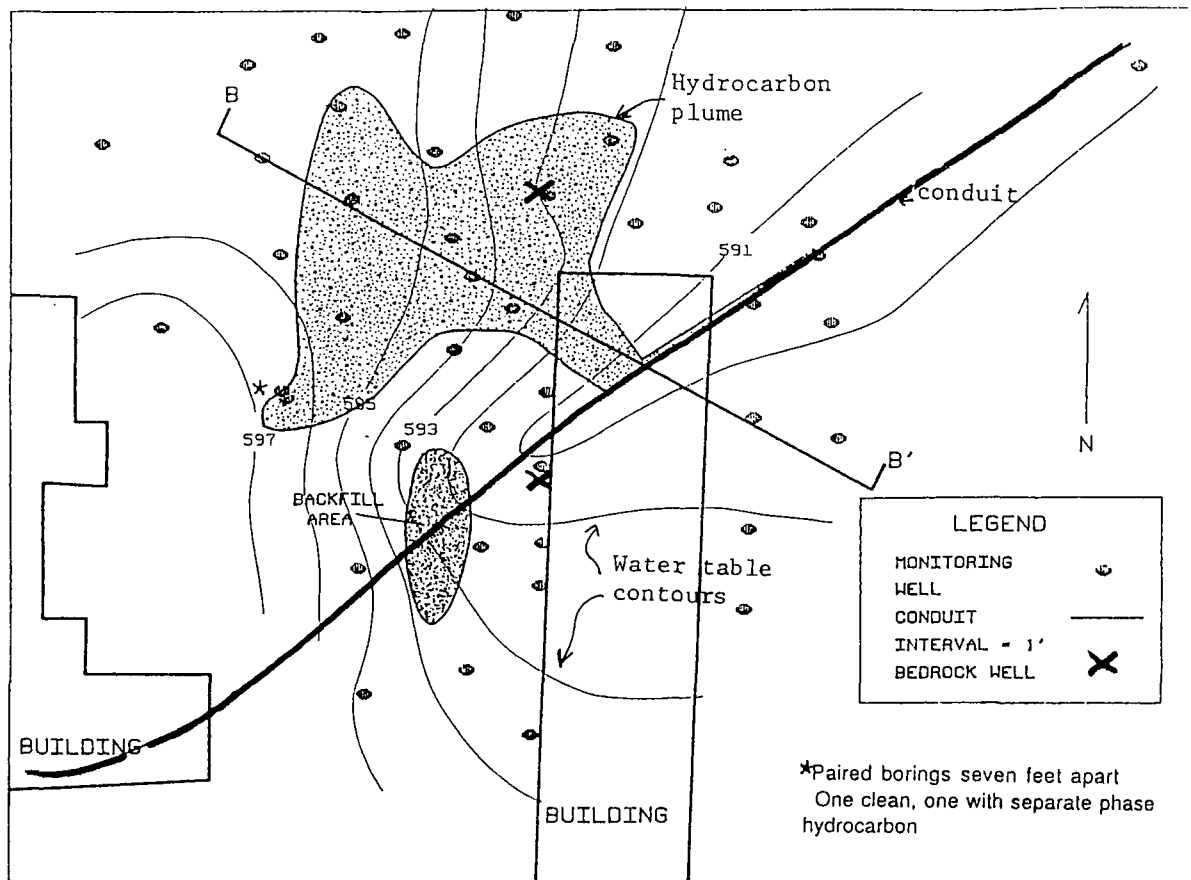 Hydrocarbon
plume
B
conduit
591
595
593
597
B'
N
BACKFILL
AREA
Water table
contours
LEGEND
MONITORING
WELL
CONDUIT
INTERVAL = 1'
BEDROCK WELL
BUILDING
BUILDING
*Paired borings seven feet apart
One clean, one with separate phase
hydrocarbon